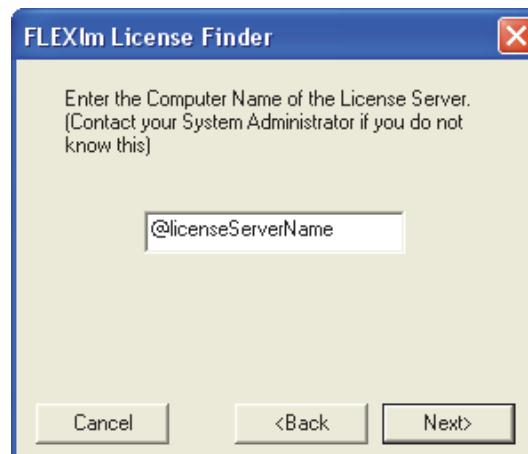 FLEXlm License Finder
Enter the Computer Name of the License Server.
(Contact your System Administrator if you do not
know this)
@licenseServerName
Cancel
<Back
Next>